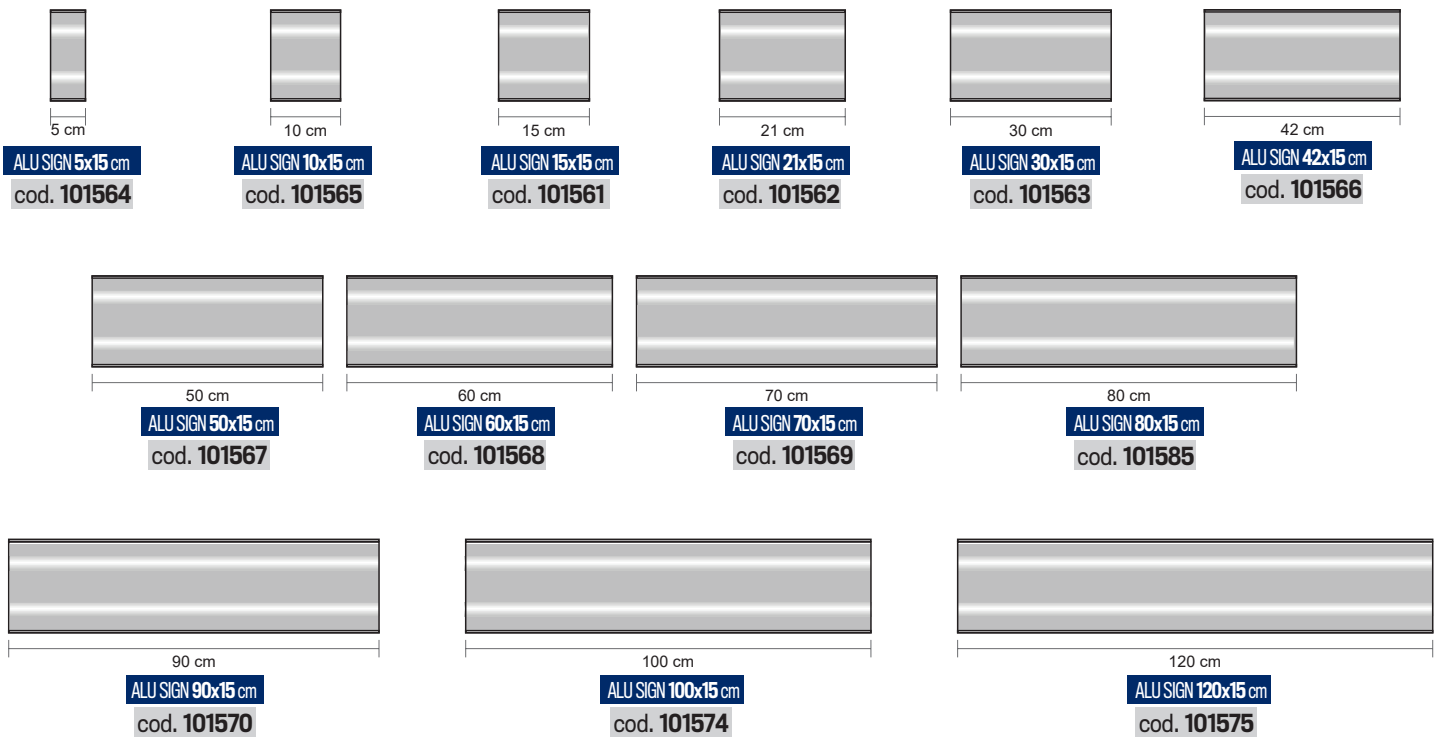 5 cm
ALU SIGN 5x15 cm
cod. 101564
10 cm
ALU SIGN 10x15 cm
cod. 101565
15 cm
ALU SIGN 15x15 cm
cod. 101561
21 cm
ALU SIGN 21x15 cm
cod. 101562
30 cm
ALU SIGN 30x15 cm
cod. 101563
42 cm
ALU SIGN 42x15 cm
cod. 101566
50 cm
ALU SIGN 50x15 cm
cod. 101567
60 cm
ALU SIGN 60x15 cm
cod. 101568
70 cm
ALU SIGN 70x15 cm
cod. 101569
80 cm
ALU SIGN 80x15 cm
cod. 101585
90 cm
ALU SIGN 90x15 cm
cod. 101570
100 cm
ALU SIGN 100x15 cm
cod. 101574
120 cm
ALU SIGN 120x15 cm
cod. 101575